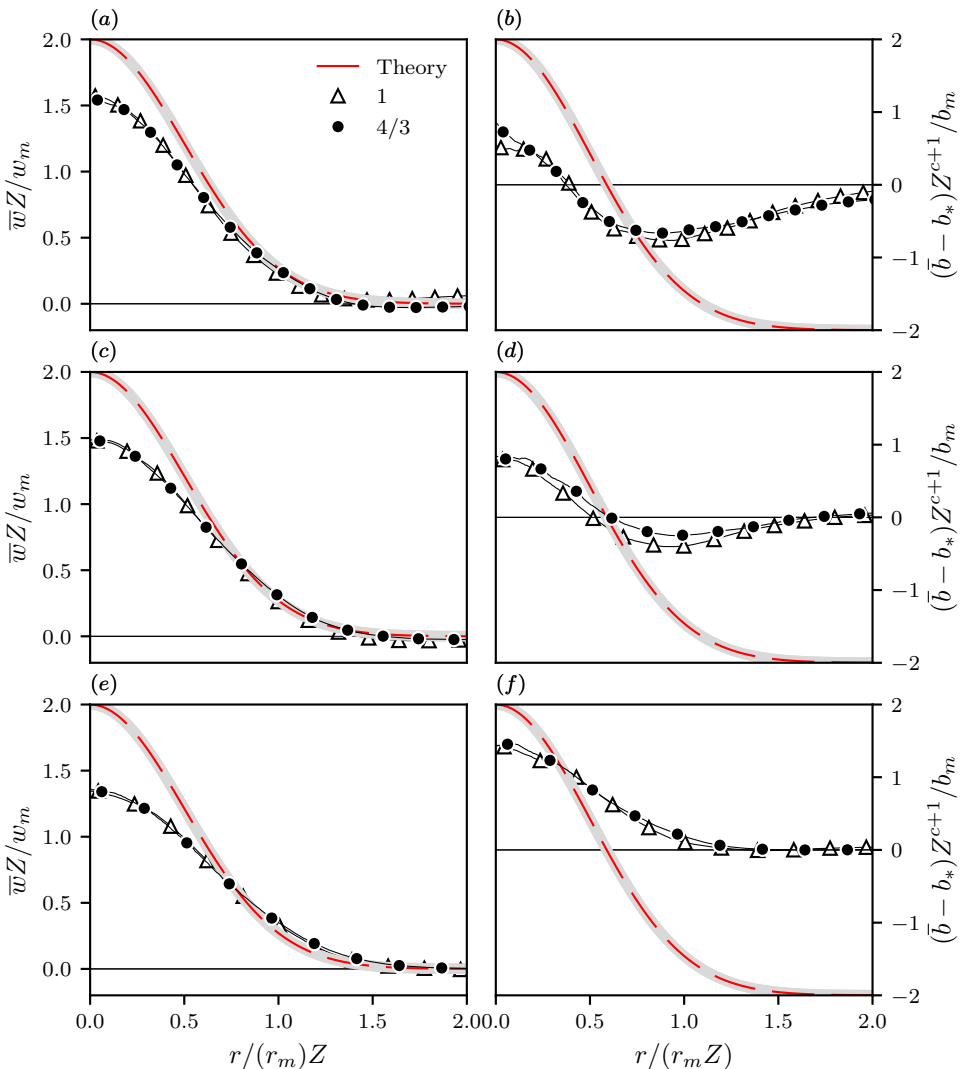 (a)
2.0
1.5
1.0
0.5
0.0
w̅Z/w_m
Theory
1
4/3
(b)
2
1
0
−1
−2
(b̅ − b_*)Z^{c+1}/b_m
(c)
2.0
1.5
1.0
0.5
0.0
w̅Z/w_m
(d)
2
1
0
−1
−2
(b̅ − b_*)Z^{c+1}/b_m
(e)
2.0
1.5
1.0
0.5
0.0
w̅Z/w_m
0.0 0.5 1.0 1.5 2.0
r/(r_m)Z
(f)
2
1
0
−1
−2
(b̅ − b_*)Z^{c+1}/b_m
0.0 0.5 1.0 1.5 2.0
r/(r_mZ)